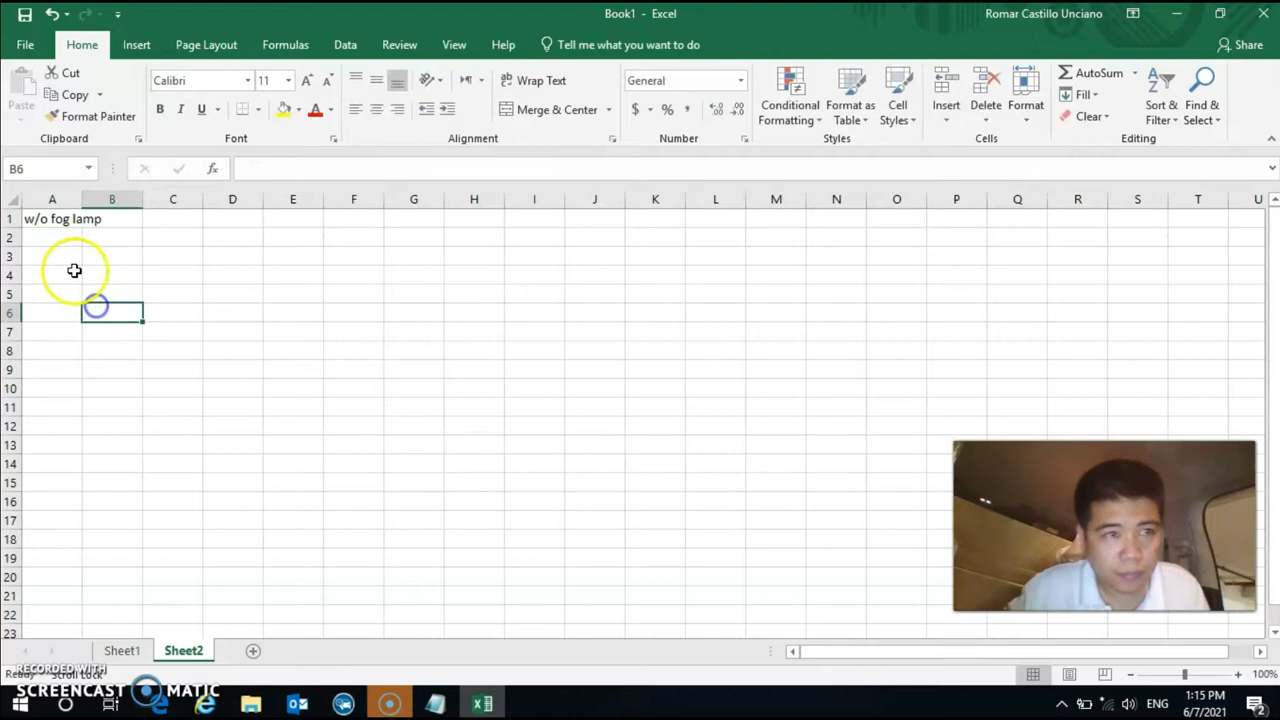 Book1 - Excel
Romar Castillo Unciano
File Home Insert Page Layout Formulas Data Review View Help Tell me what you want to do Share
Paste Cut Copy Format Painter Clipboard
Calibri 11 A A B I U A Font
Wrap Text Merge & Center Alignment
General $ % , Number
Conditional Formatting Format as Table Cell Styles Styles
Insert Delete Format Cells
AutoSum Fill Clear Sort & Filter Find & Select Editing
B6 fx
A B C D E F G H I J K L M N O P Q R S T U
1 w/o fog lamp
2
3
4
5
6
7
8
9
10
11
12
13
14
15
16
17
18
19
20
21
22
23
Sheet1 Sheet2
RECORDED WITH
Ready Scroll Lock 100%
SCREENCAST MATIC
ENG 1:15 PM
6/7/2021
2